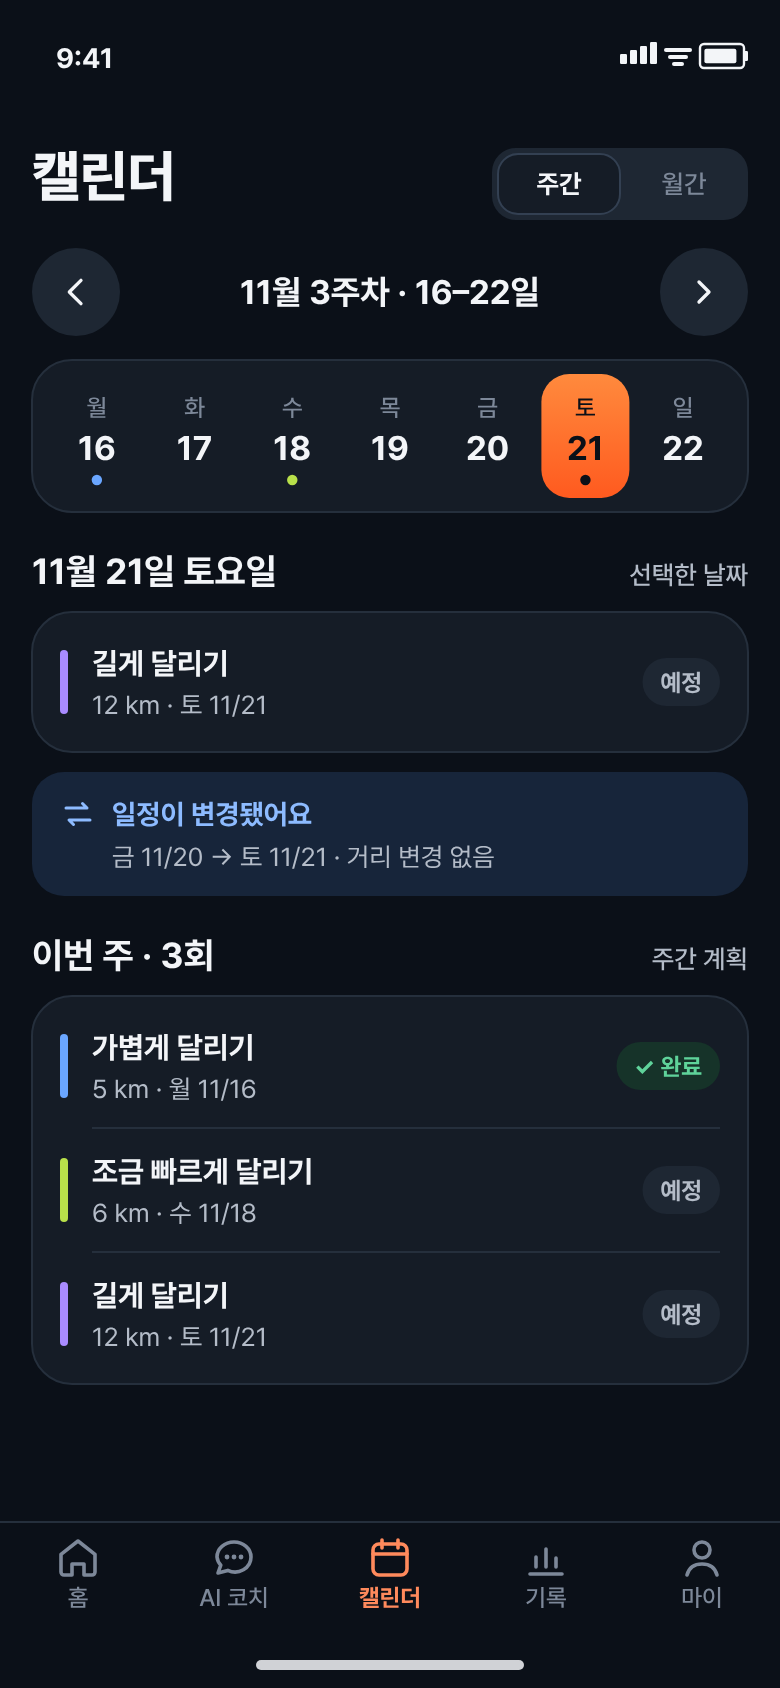 9:41
캘린더
주간 월간
11월 3주차 · 16–22일
월 화 수 목 금 토 일
16 17 18 19 20 21 22
11월 21일 토요일 선택한 날짜
길게 달리기
12 km · 토 11/21
예정
일정이 변경됐어요
금 11/20 → 토 11/21 · 거리 변경 없음
이번 주 · 3회 주간 계획
가볍게 달리기
5 km · 월 11/16
✓ 완료
조금 빠르게 달리기
6 km · 수 11/18
예정
길게 달리기
12 km · 토 11/21
예정
홈 AI 코치 캘린더 기록 마이